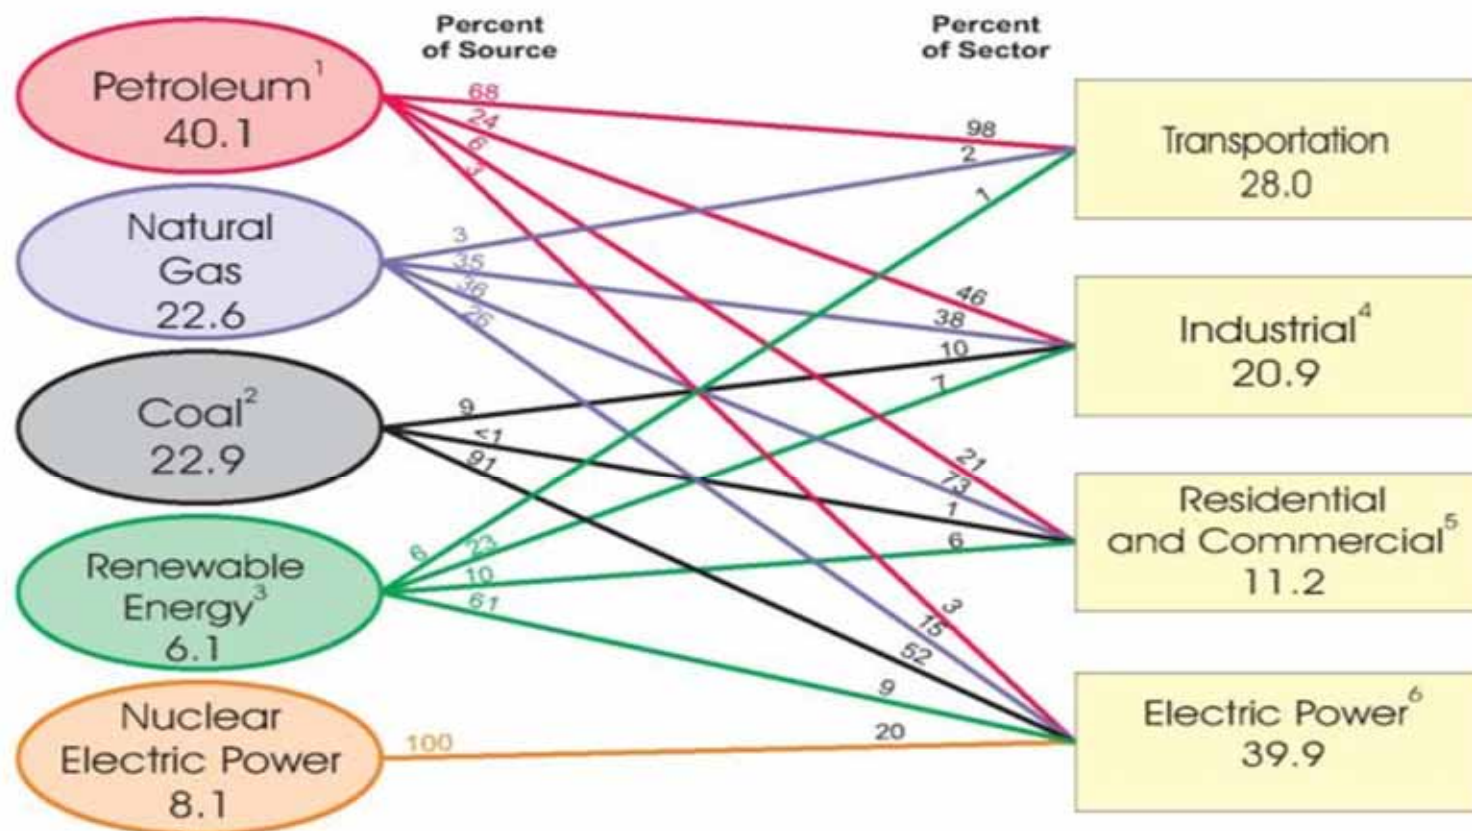 Percent
of Source
Percent
of Sector
Petroleum1
40.1
Natural
Gas
22.6
Coal2
22.9
Renewable
Energy3
6.1
Nuclear
Electric Power
8.1
68
24
6
3
3
35
36
26
9
<1
91
6
23
10
61
100
98
2
1
46
38
10
7
21
73
1
6
3
15
52
9
20
Transportation
28.0
Industrial4
20.9
Residential
and Commercial5
11.2
Electric Power6
39.9